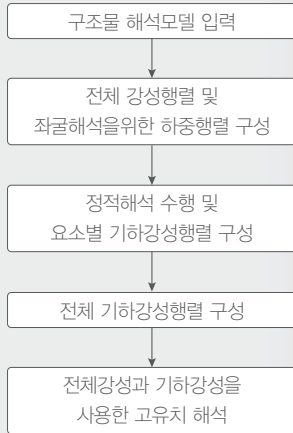 구조물 해석모델 입력
전체 강성행렬 및
좌굴해석을위한 하중행렬 구성
정적해석 수행 및
요소별 기하강성행렬 구성
전체 기하강성행렬 구성
전체강성과 기하강성을
사용한 고유치 해석